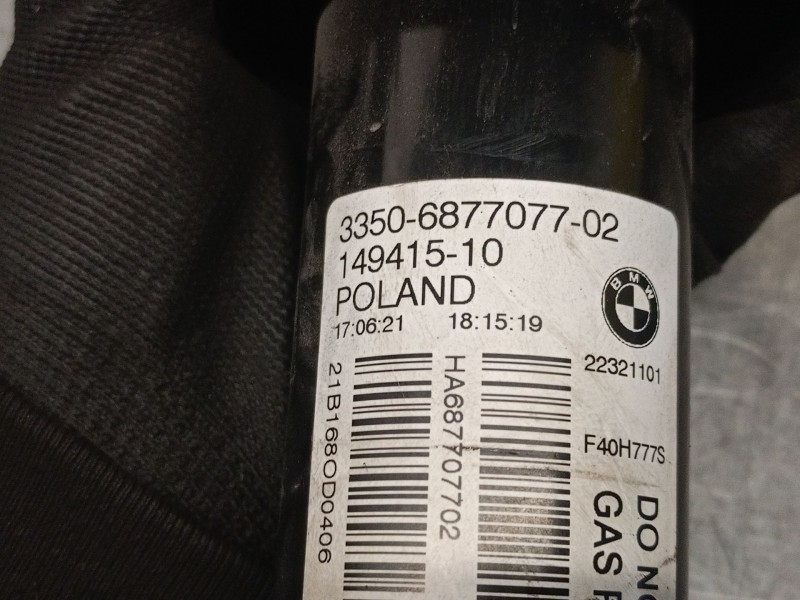 3350-6877077-02
149415-10
POLAND
17:06:21 18:15:19
BMW
22321101
21B168OD0406
HA687707702
F40H777S
DO
GAS